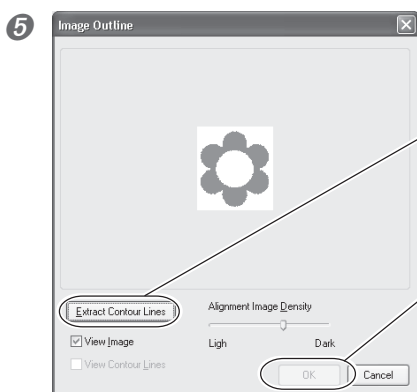 5
Image Outline
Extract Contour Lines
Alignment Image Density
View Image
Ligh Dark
View Contour Lines
OK Cancel